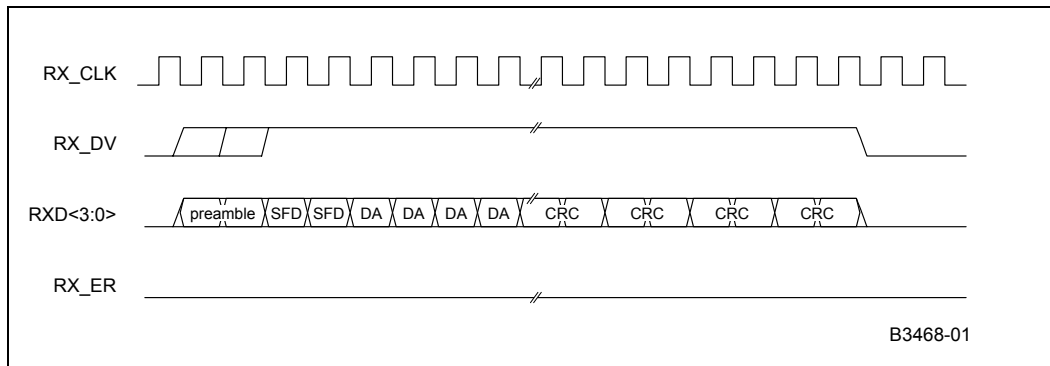 RX_CLK
RX_DV
RXD<3:0> preamble SFD SFD DA DA DA DA CRC CRC CRC CRC
RX_ER
B3468-01